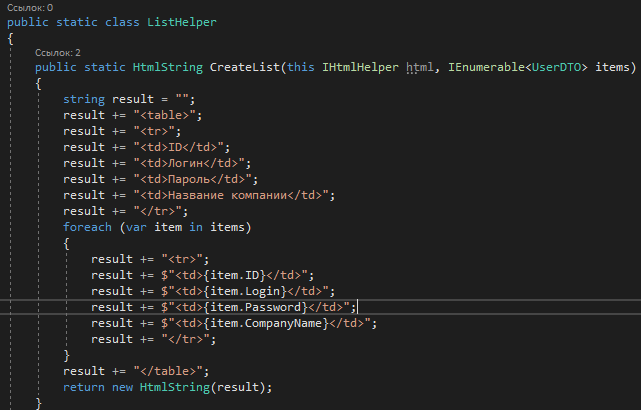 Ссылок: 0
public static class ListHelper
{
Ссылок: 2
public static HtmlString CreateList(this IHtmlHelper html, IEnumerable<UserDTO> items)
{
string result = "";
result += "<table>";
result += "<tr>";
result += "<td>ID</td>";
result += "<td>Логин</td>";
result += "<td>Пароль</td>";
result += "<td>Название компании</td>";
result += "</tr>";
foreach (var item in items)
{
result += "<tr>";
result += $"<td>{item.ID}</td>";
result += $"<td>{item.Login}</td>";
result += $"<td>{item.Password}</td>";
result += $"<td>{item.CompanyName}</td>";
result += "</tr>";
}
result += "</table>";
return new HtmlString(result);
}